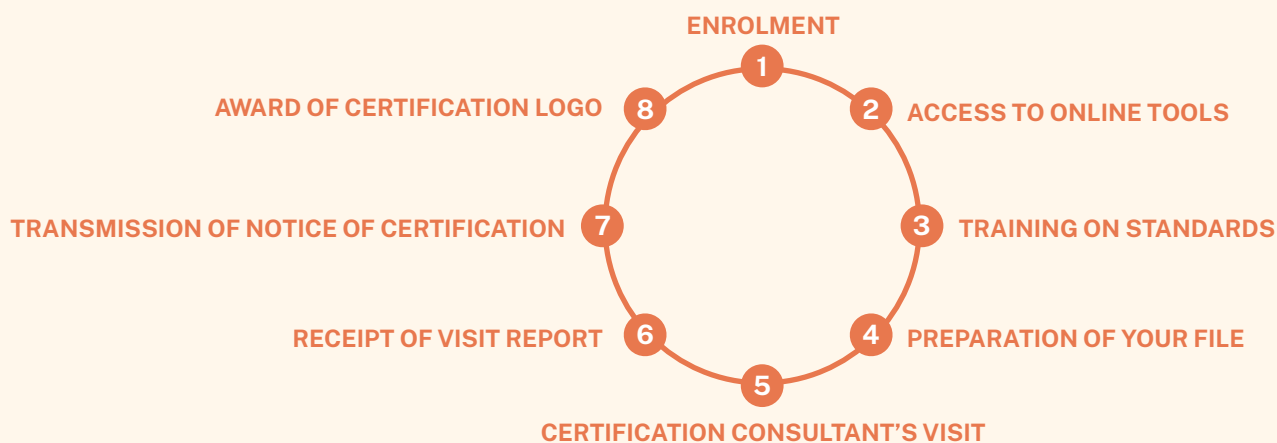 ENROLMENT
1
2
ACCESS TO ONLINE TOOLS
3
TRAINING ON STANDARDS
4
PREPARATION OF YOUR FILE
5
CERTIFICATION CONSULTANT’S VISIT
6
RECEIPT OF VISIT REPORT
7
TRANSMISSION OF NOTICE OF CERTIFICATION
8
AWARD OF CERTIFICATION LOGO